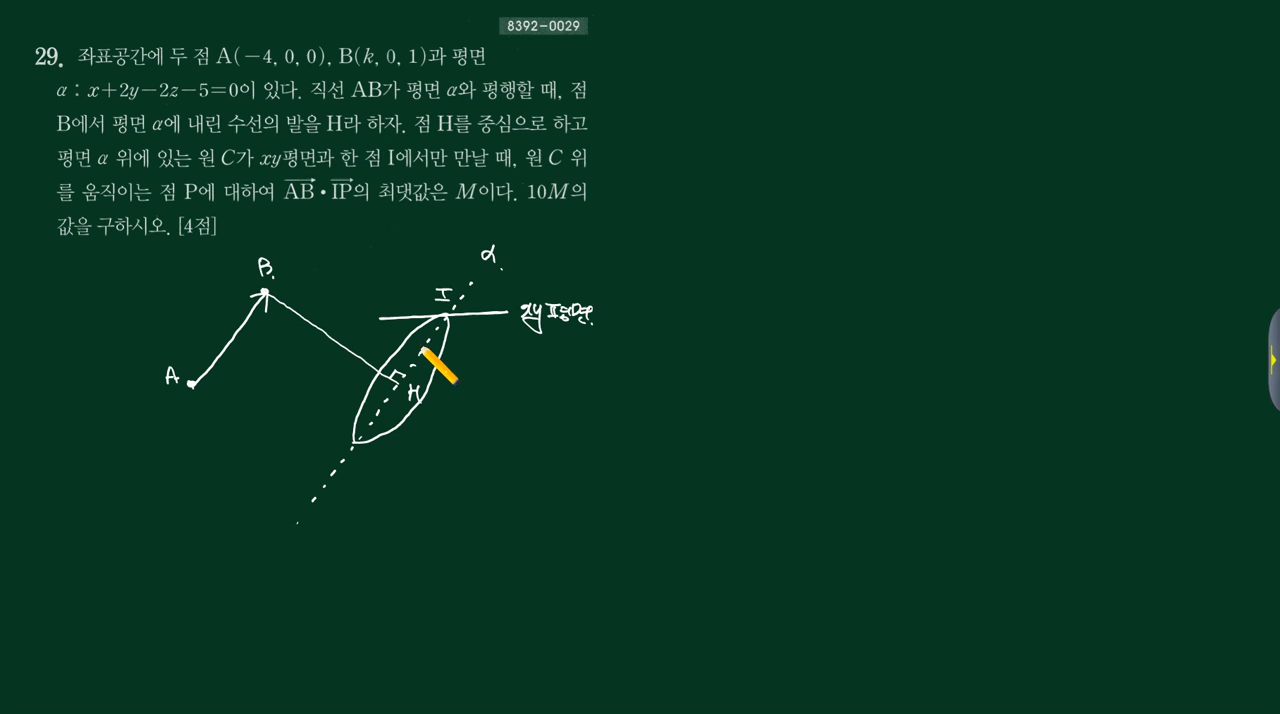 8392-0029
29. 좌표공간에 두 점 A(−4, 0, 0), B(k, 0, 1)과 평면
α : x+2y−2z−5=0이 있다. 직선 AB가 평면 α와 평행할 때, 점
B에서 평면 α에 내린 수선의 발을 H라 하자. 점 H를 중심으로 하고
평면 α 위에 있는 원 C가 xy평면과 한 점 I에서만 만날 때, 원 C 위
를 움직이는 점 P에 대하여 $\overrightarrow{AB}$・$\overrightarrow{IP}$의 최댓값은 M이다. 10M의
값을 구하시오. [4점]
α
B
I
xy평면
A
H